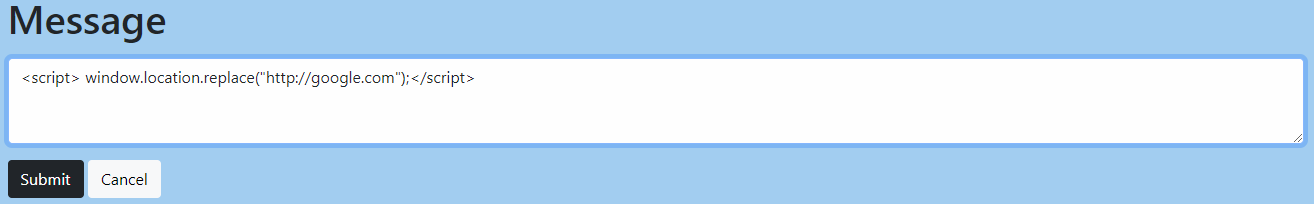 Message
<script> window.location.replace("http://google.com");</script>
Submit Cancel